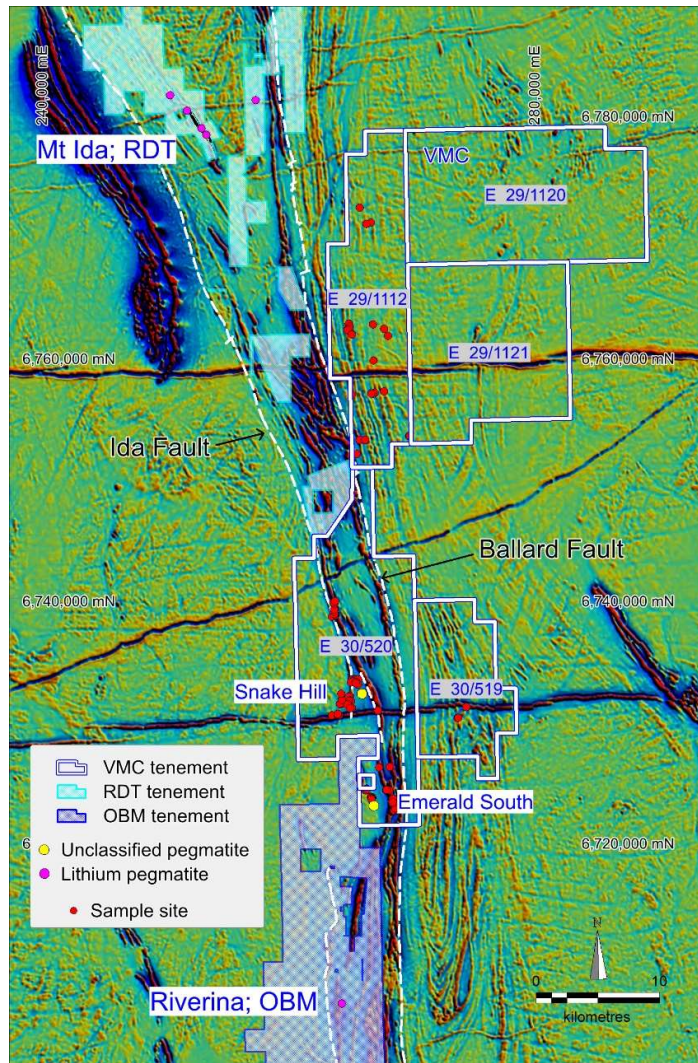 240,000 mE
280,000 mE
6,780,000 mN
Mt Ida; RDT
VMC
E 29/1120
E 29/1112
E 29/1121
6,760,000 mN
6,760,000 mN
Ida Fault
Ballard Fault
6,740,000 mN
6,740,000 mN
E 30/520
E 30/519
Snake Hill
VMC tenement
RDT tenement
OBM tenement
Unclassified pegmatite
Lithium pegmatite
Sample site
Emerald South
6,720,000 mN
Riverina; OBM
N
0
10
kilometres